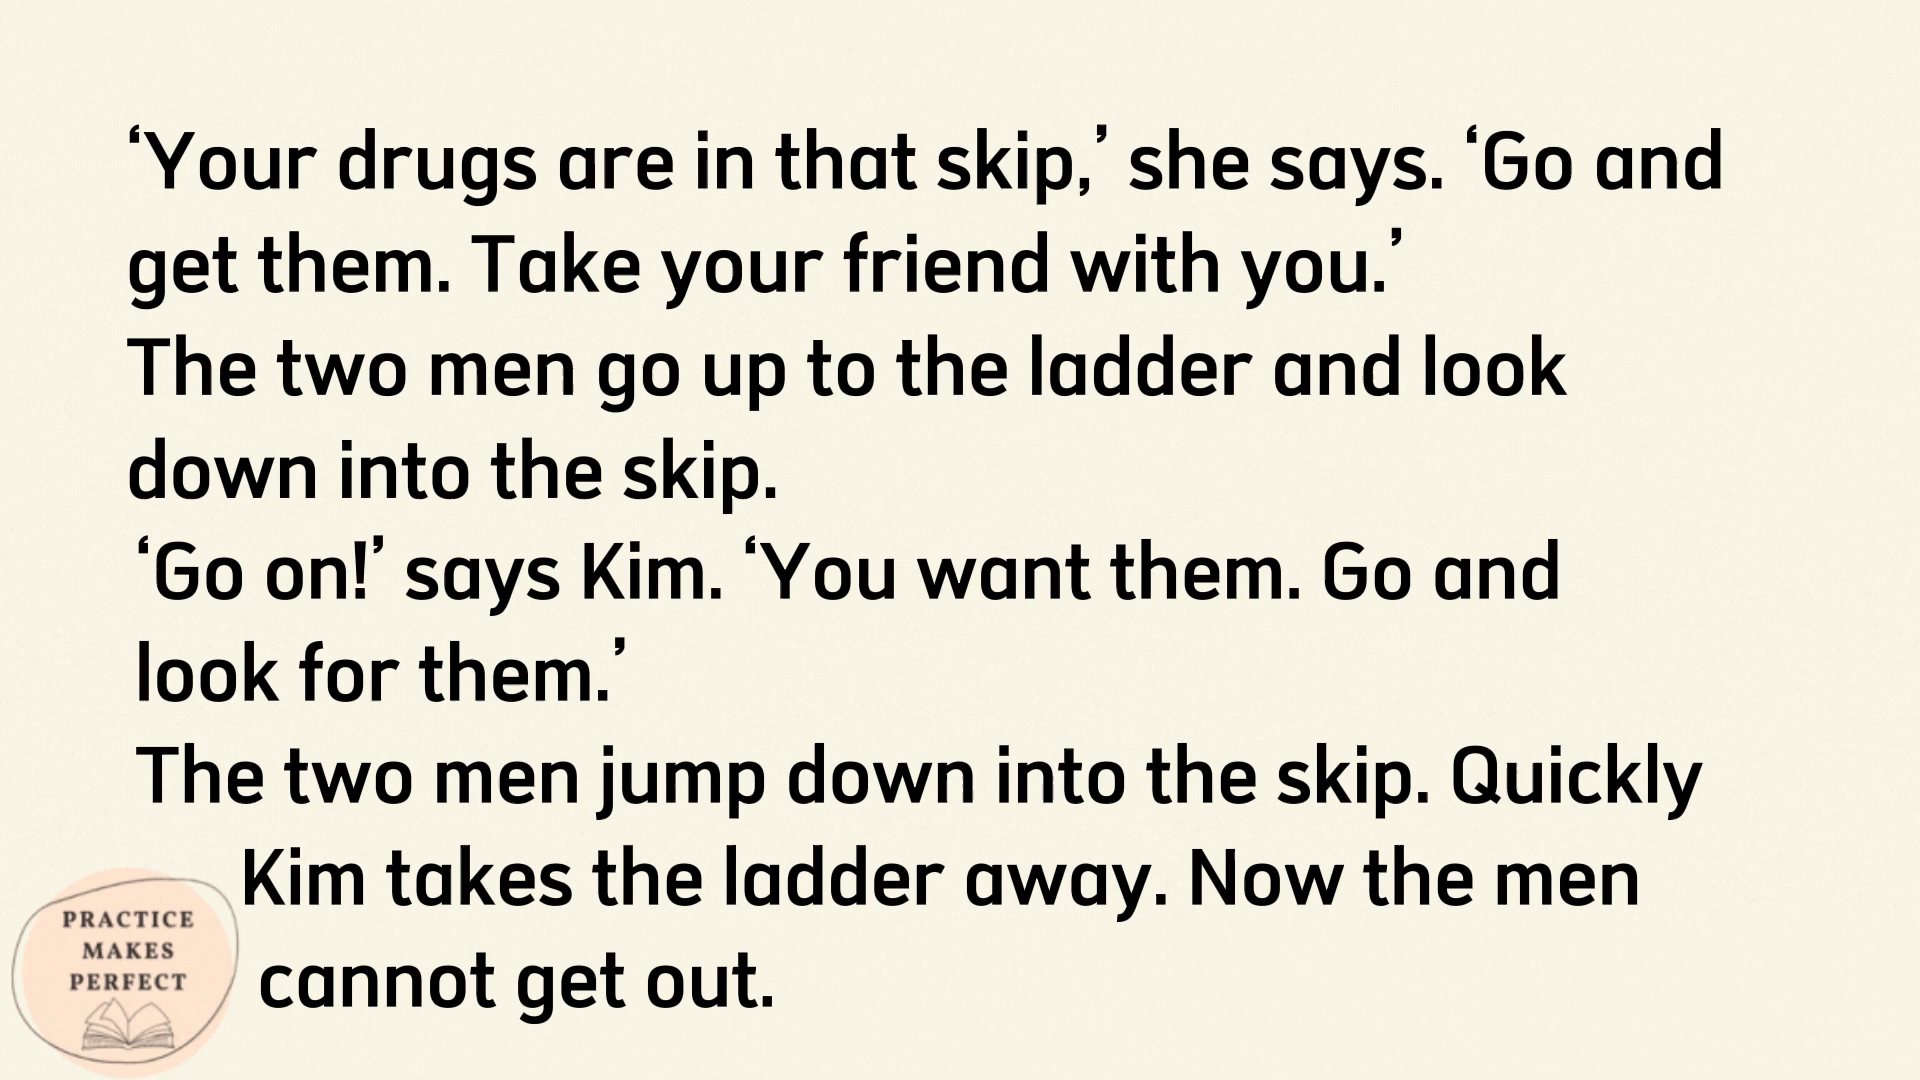 ‘Your drugs are in that skip,’ she says. ‘Go and
get them. Take your friend with you.’
The two men go up to the ladder and look
down into the skip.
‘Go on!’ says Kim. ‘You want them. Go and
look for them.’
The two men jump down into the skip. Quickly
Kim takes the ladder away. Now the men
cannot get out.
PRACTICE
MAKES
PERFECT